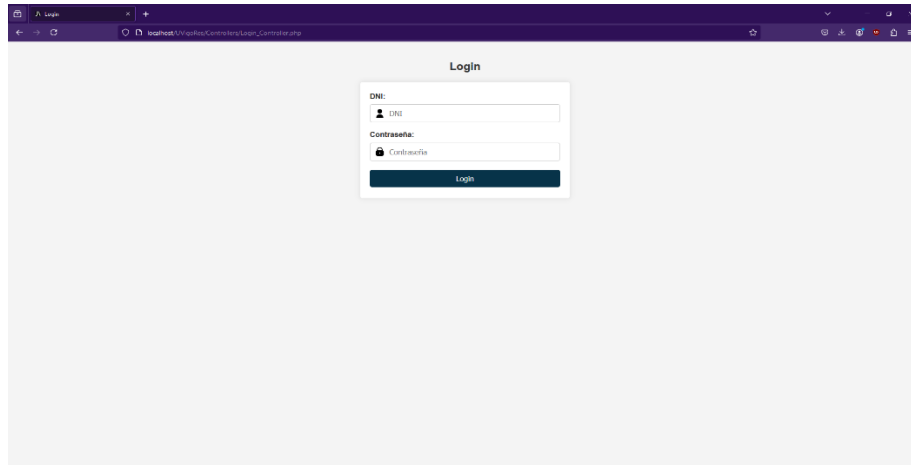 Login
localhost/UVigoRes/Controllers/Login_Controller.php
Login
DNI:
DNI
Contraseña:
Contraseña
Login